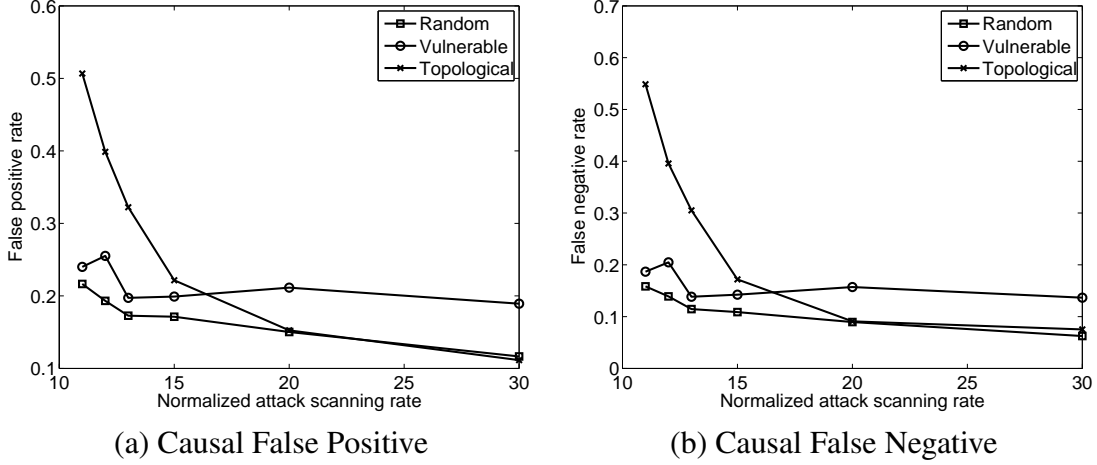 0.6
0.5
0.4
0.3
0.2
0.1
10
15
20
25
30
False positive rate
Normalized attack scanning rate
Random
Vulnerable
Topological
(a) Causal False Positive
0.7
0.6
0.5
0.4
0.3
0.2
0.1
0
10
15
20
25
30
False negative rate
Normalized attack scanning rate
Random
Vulnerable
Topological
(b) Causal False Negative